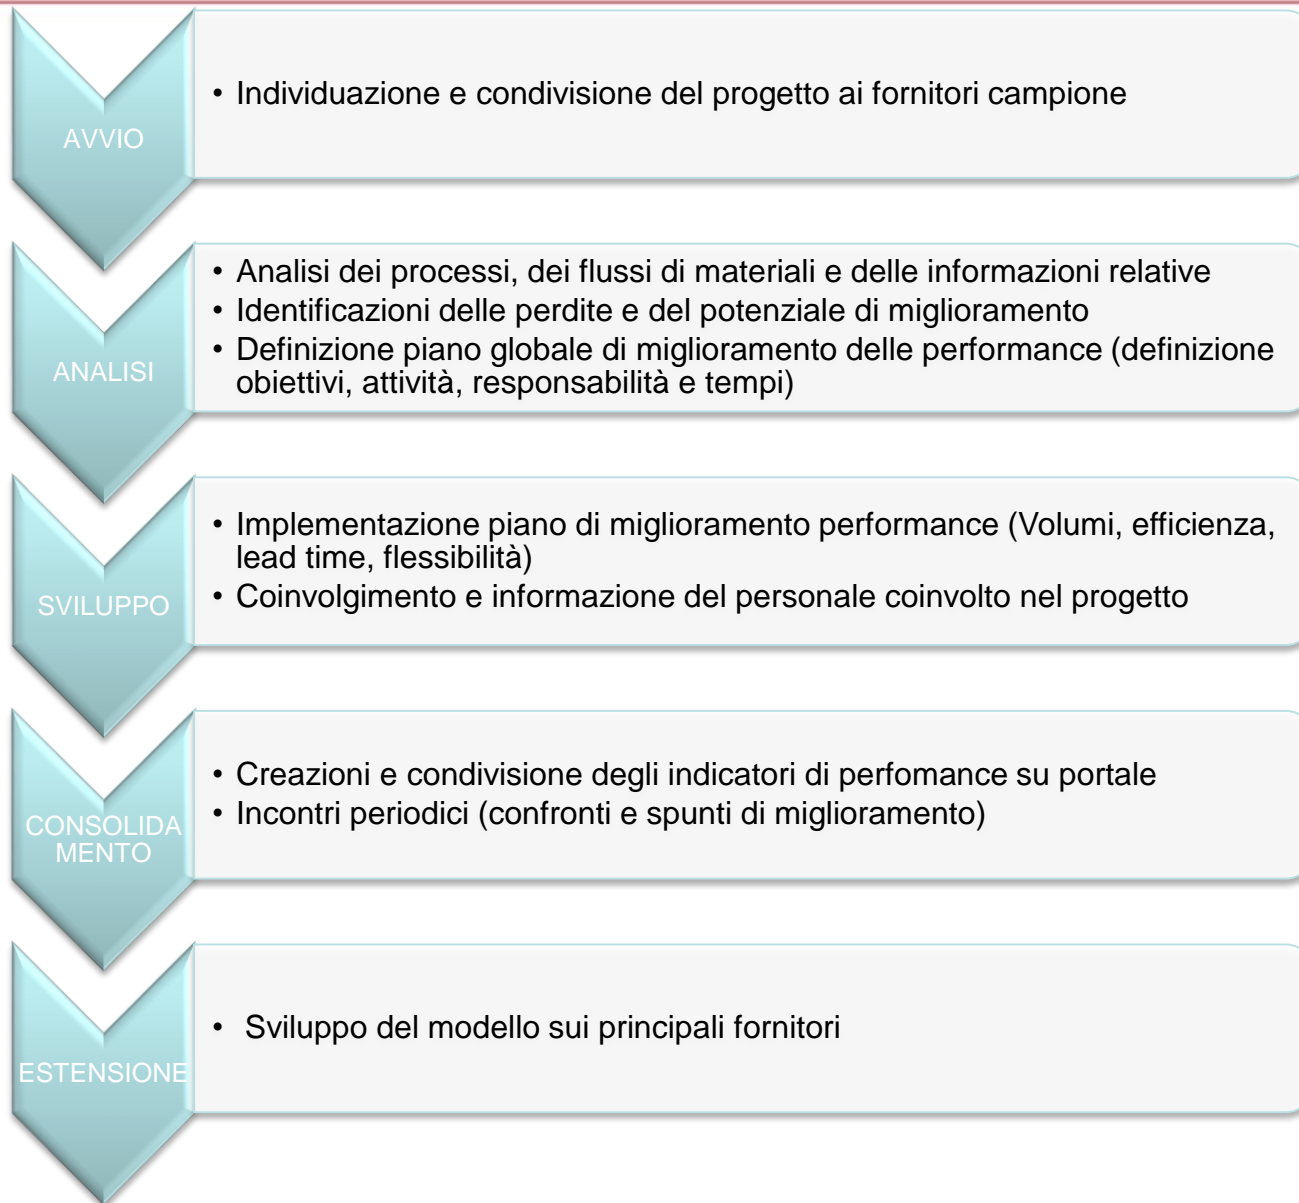 AVVIO
• Individuazione e condivisione del progetto ai fornitori campione
ANALISI
• Analisi dei processi, dei flussi di materiali e delle informazioni relative
• Identificazioni delle perdite e del potenziale di miglioramento
• Definizione piano globale di miglioramento delle performance (definizione
obiettivi, attività, responsabilità e tempi)
SVILUPPO
• Implementazione piano di miglioramento performance (Volumi, efficienza,
lead time, flessibilità)
• Coinvolgimento e informazione del personale coinvolto nel progetto
CONSOLIDA
MENTO
• Creazioni e condivisione degli indicatori di perfomance su portale
• Incontri periodici (confronti e spunti di miglioramento)
ESTENSIONE
• Sviluppo del modello sui principali fornitori